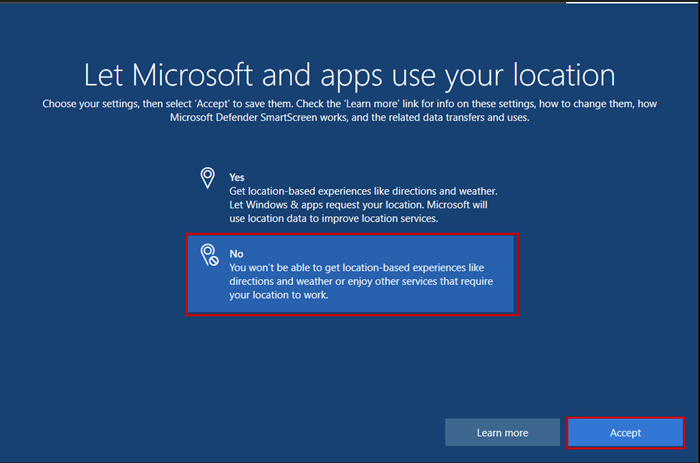 Let Microsoft and apps use your location
Choose your settings, then select 'Accept' to save them. Check the 'Learn more' link for info on these settings, how to change them, how
Microsoft Defender SmartScreen works, and the related data transfers and uses.
Yes
Get location-based experiences like directions and weather.
Let Windows & apps request your location. Microsoft will
use location data to improve location services.
No
You won't be able to get location-based experiences like
directions and weather or enjoy other services that require
your location to work.
Learn more
Accept